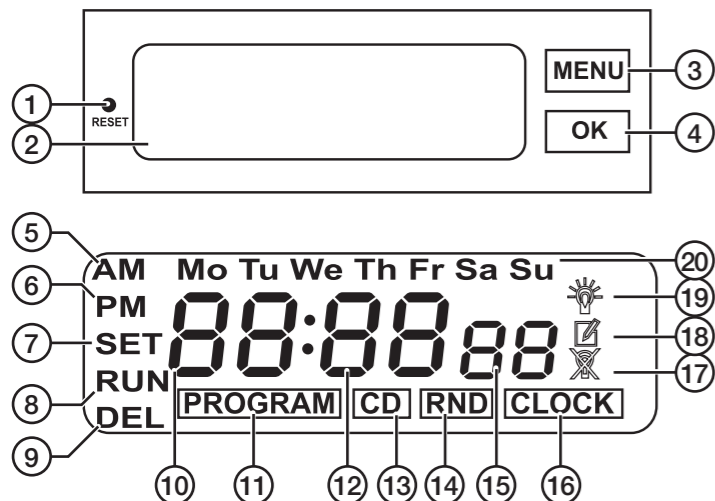 MENU
1
3
RESET
OK
4
2
5
AM Mo Tu We Th Fr Sa Su
20
6
PM
19
88:88 88
18
7
SET
17
8
RUN
PROGRAM CD RND CLOCK
9
DEL
10 11 12 13 14 15 16